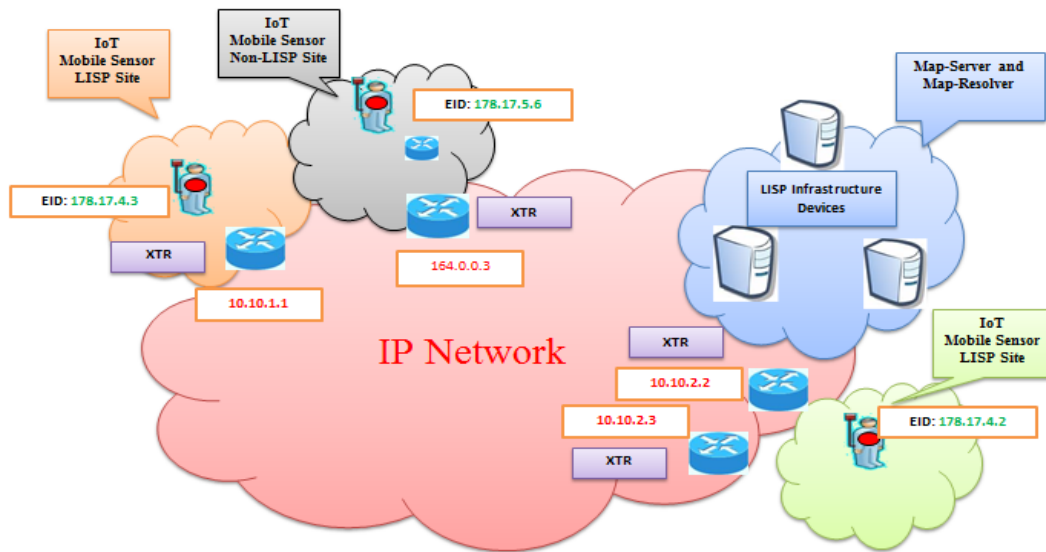 IoT
Mobile Sensor
LISP Site
IoT
Mobile Sensor
Non-LISP Site
Map-Server and
Map-Resolver
EID: 178.17.5.6
EID: 178.17.4.3
LISP Infrastructure
Devices
XTR
XTR
164.0.0.3
10.10.1.1
IP Network
XTR
10.10.2.2
10.10.2.3
XTR
IoT
Mobile Sensor
LISP Site
EID: 178.17.4.2